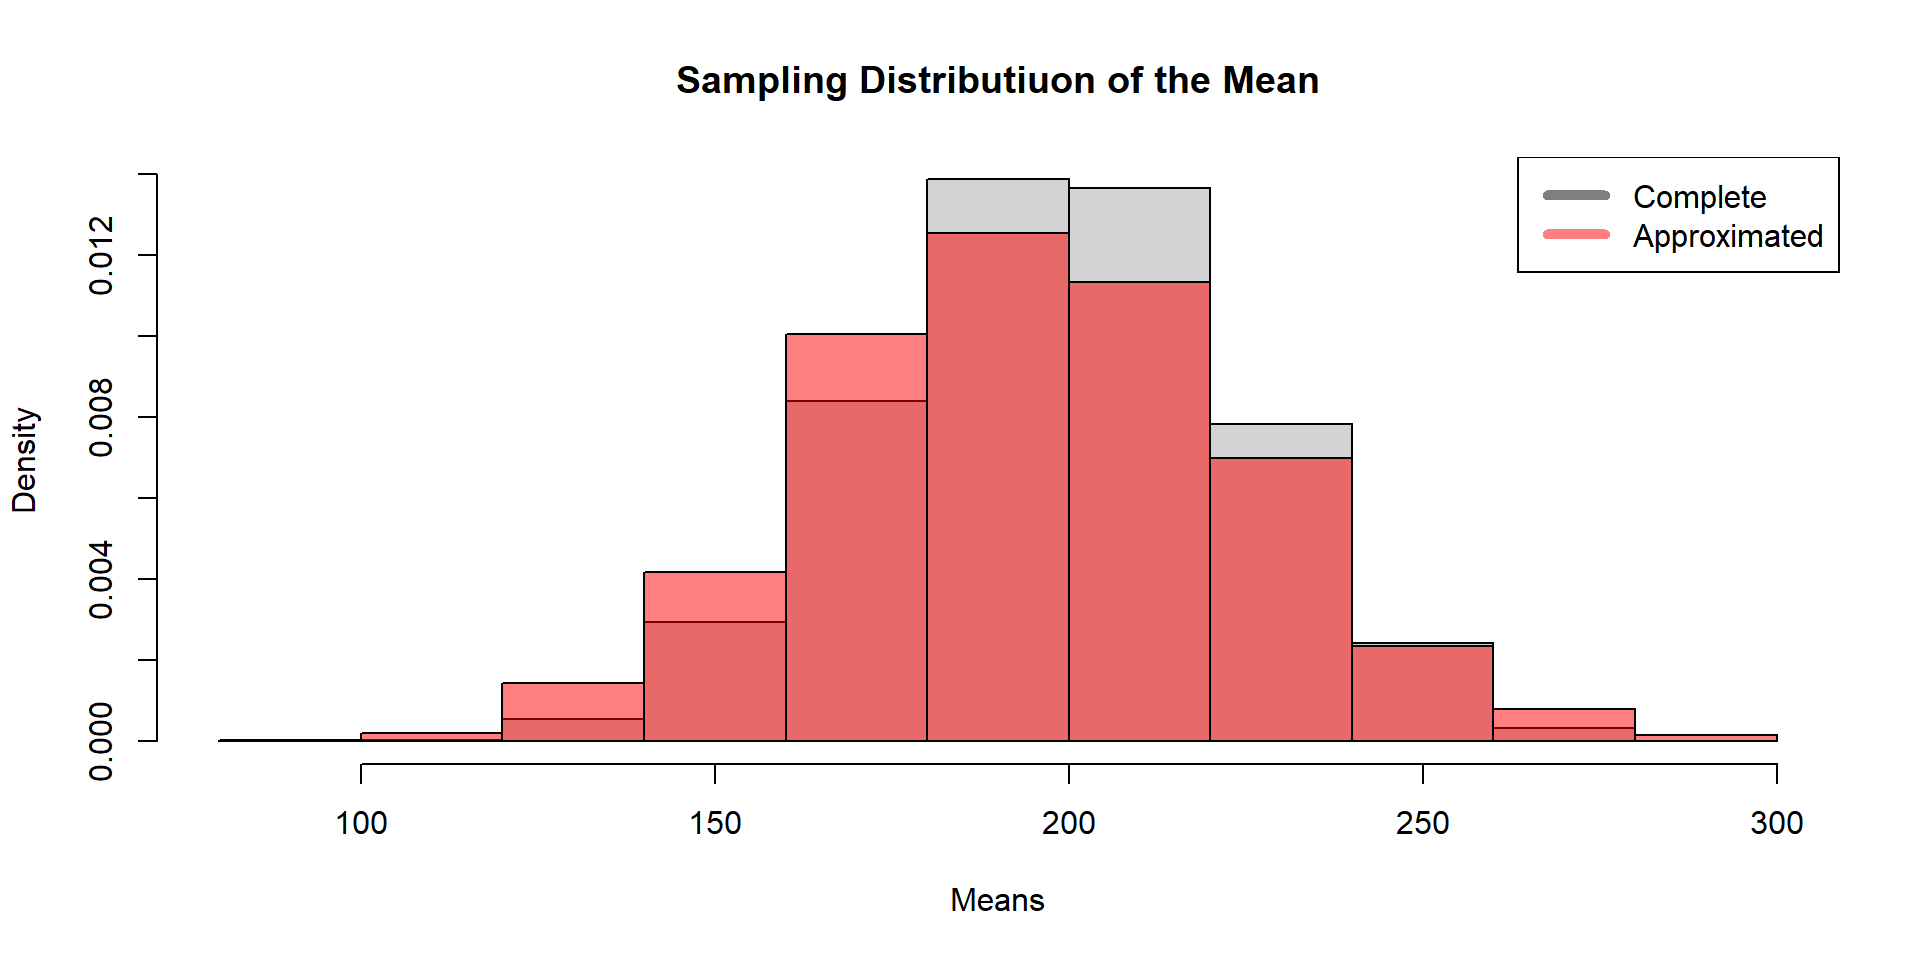 Sampling Distributiuon of the Mean
Complete
Approximated
Density
0.012
0.008
0.004
0.000
100 150 200 250 300
Means